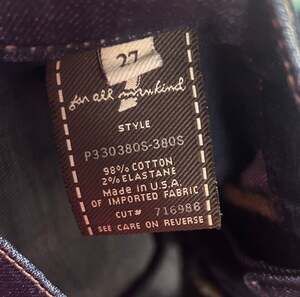 27
7
for all mankind
STYLE
P330380S-380S
98% COTTON
2% ELASTANE
Made in U.S.A.
OF IMPORTED FABRIC
CUT# 716986
SEE CARE ON REVERSE